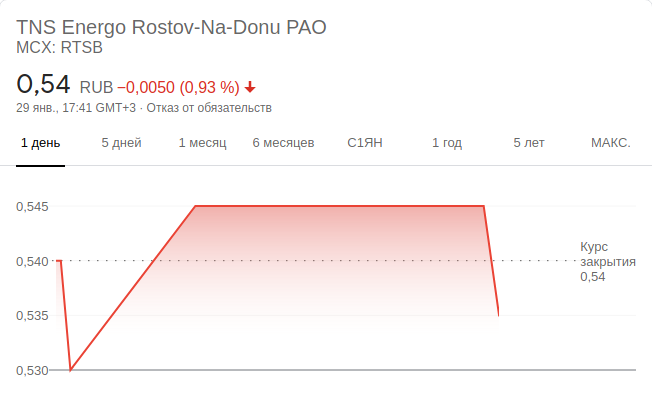 TNS Energo Rostov-Na-Donu PAO
MCX: RTSB
0,54 RUB −0,0050 (0,93 %)
29 янв., 17:41 GMT+3 · Отказ от обязательств
1 день 5 дней 1 месяц 6 месяцев С1ЯН 1 год 5 лет МАКС.
0,545
0,540
0,535
0,530
Курс
закрытия
0,54